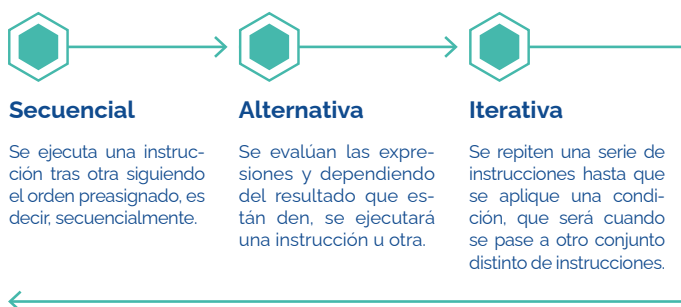 Secuencial
Se ejecuta una instruc-
ción tras otra siguiendo
el orden preasignado, es
decir, secuencialmente.
Alternativa
Se evalúan las expre-
siones y dependiendo
del resultado que es-
tán den, se ejecutará
una instrucción u otra.
Iterativa
Se repiten una serie de
instrucciones hasta que
se aplique una condi-
ción, que será cuando
se pase a otro conjunto
distinto de instrucciones.